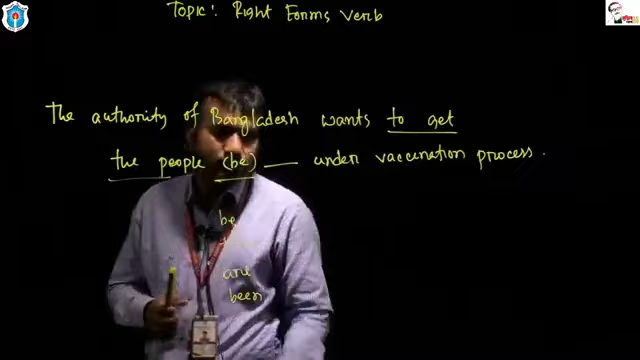 Topic: Right Forms Verb
The authority of Bangladesh wants to get
the people (be) ___ under vaccination process.
be
are
been